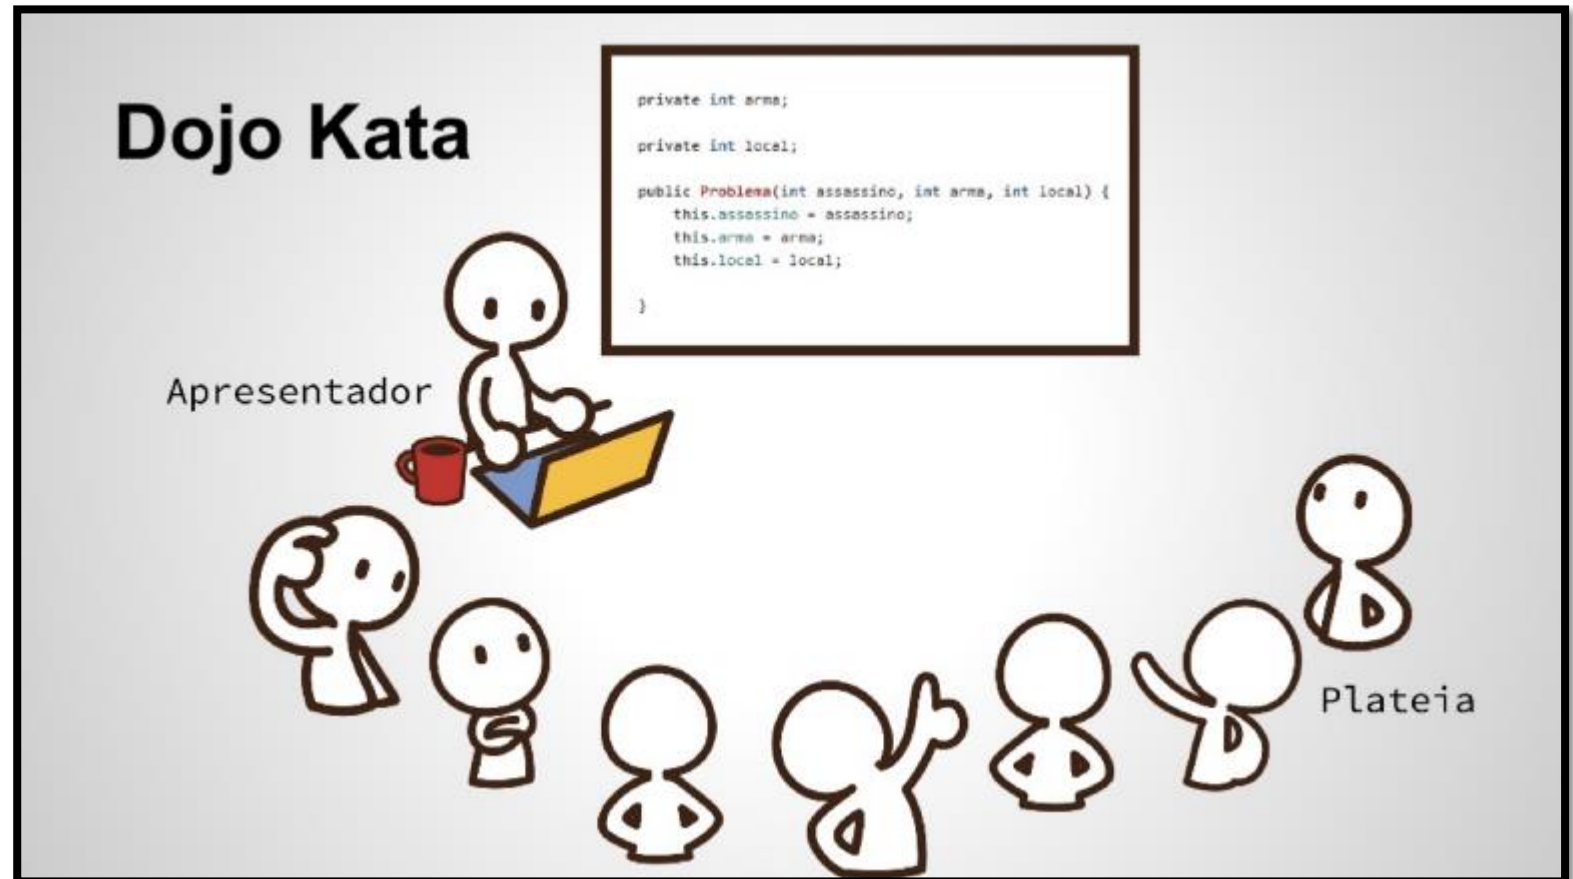 Dojo Kata
private int arma;
private int local;
public Problema(int assassino, int arma, int local) {
this.assassino = assassino;
this.arma = arma;
this.local = local;
}
Apresentador
Plateia